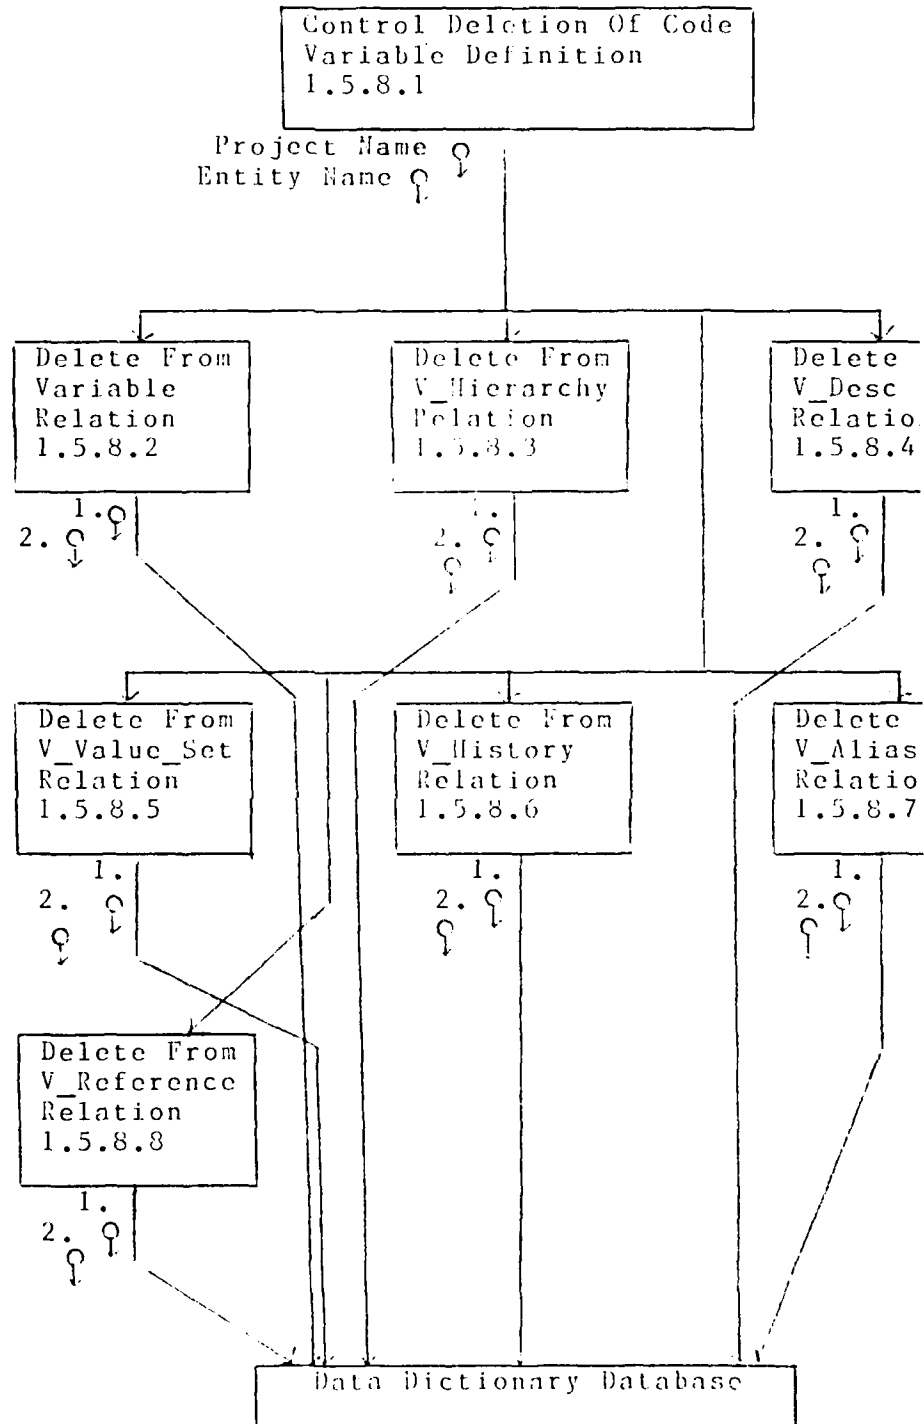 Control Deletion Of Code
Variable Definition
1.5.8.1
Project Name
Entity Name
Delete From
Variable
Relation
1.5.8.2
Delete From
V_Hierarchy
Relation
1.5.8.3
Delete
V_Desc
Relatio
1.5.8.4
1.
2.
1.
2.
1.
2.
Delete From
V_Value_Set
Relation
1.5.8.5
Delete From
V_History
Relation
1.5.8.6
Delete
V_Alias
Relatio
1.5.8.7
1.
2.
1.
2.
1.
2.
Delete From
V_Reference
Relation
1.5.8.8
1.
2.
Data Dictionary Database